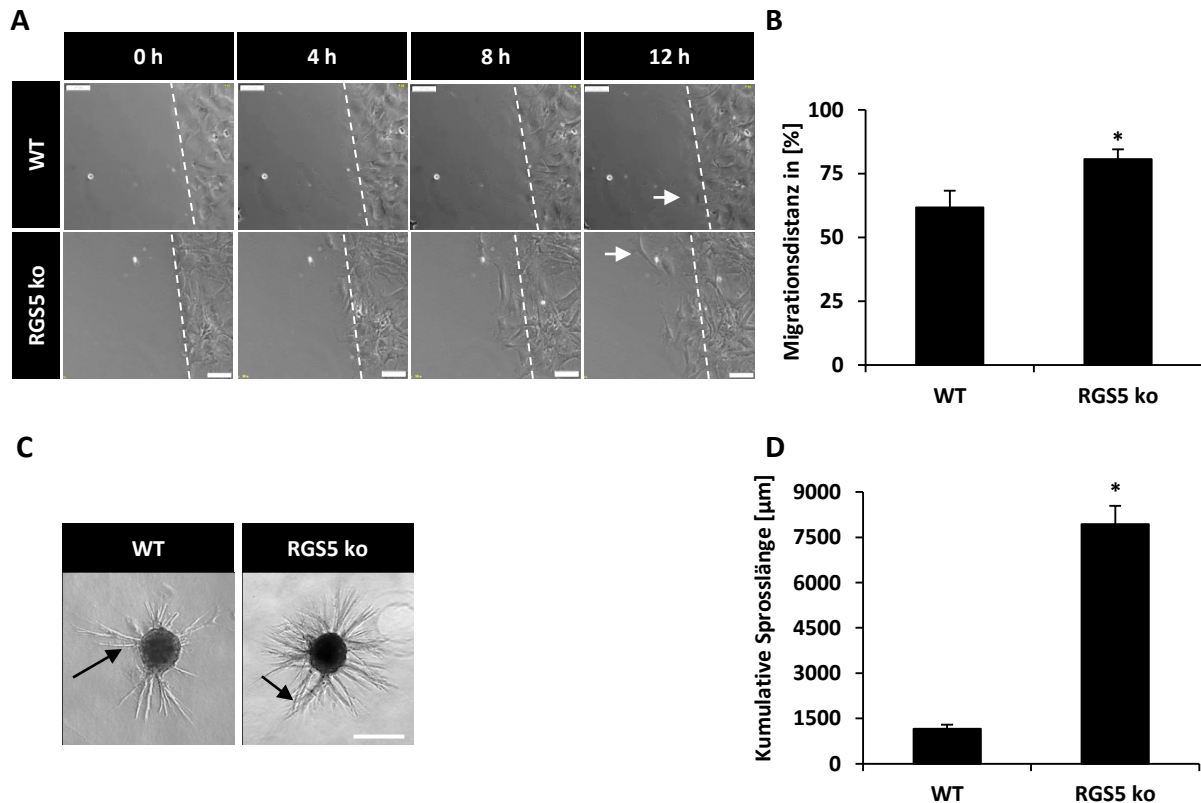 A
0 h 4 h 8 h 12 h
WT
RGS5 ko
B
Migrationsdistanz in [%]
100
75
50
25
0
WT RGS5 ko
*
C
WT RGS5 ko
D
Kumulative Sprosslänge [µm]
9000
7500
6000
4500
3000
1500
0
WT RGS5 ko
*